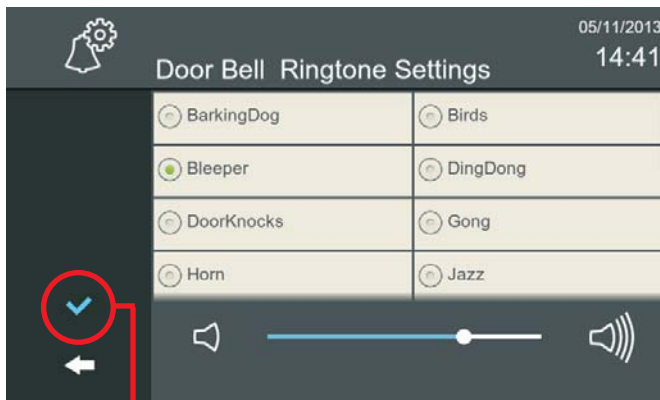 05/11/2013
14:41
Door Bell Ringtone Settings
BarkingDog
Birds
Bleeper
DingDong
DoorKnocks
Gong
Horn
Jazz